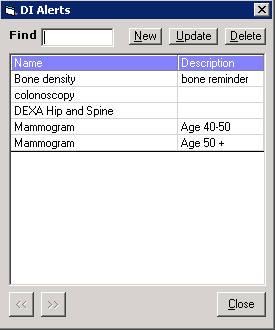 DI Alerts
Find New Update Delete
Name Description
Bone density bone reminder
colonoscopy
DEXA Hip and Spine
Mammogram Age 40-50
Mammogram Age 50 +
<< >> Close